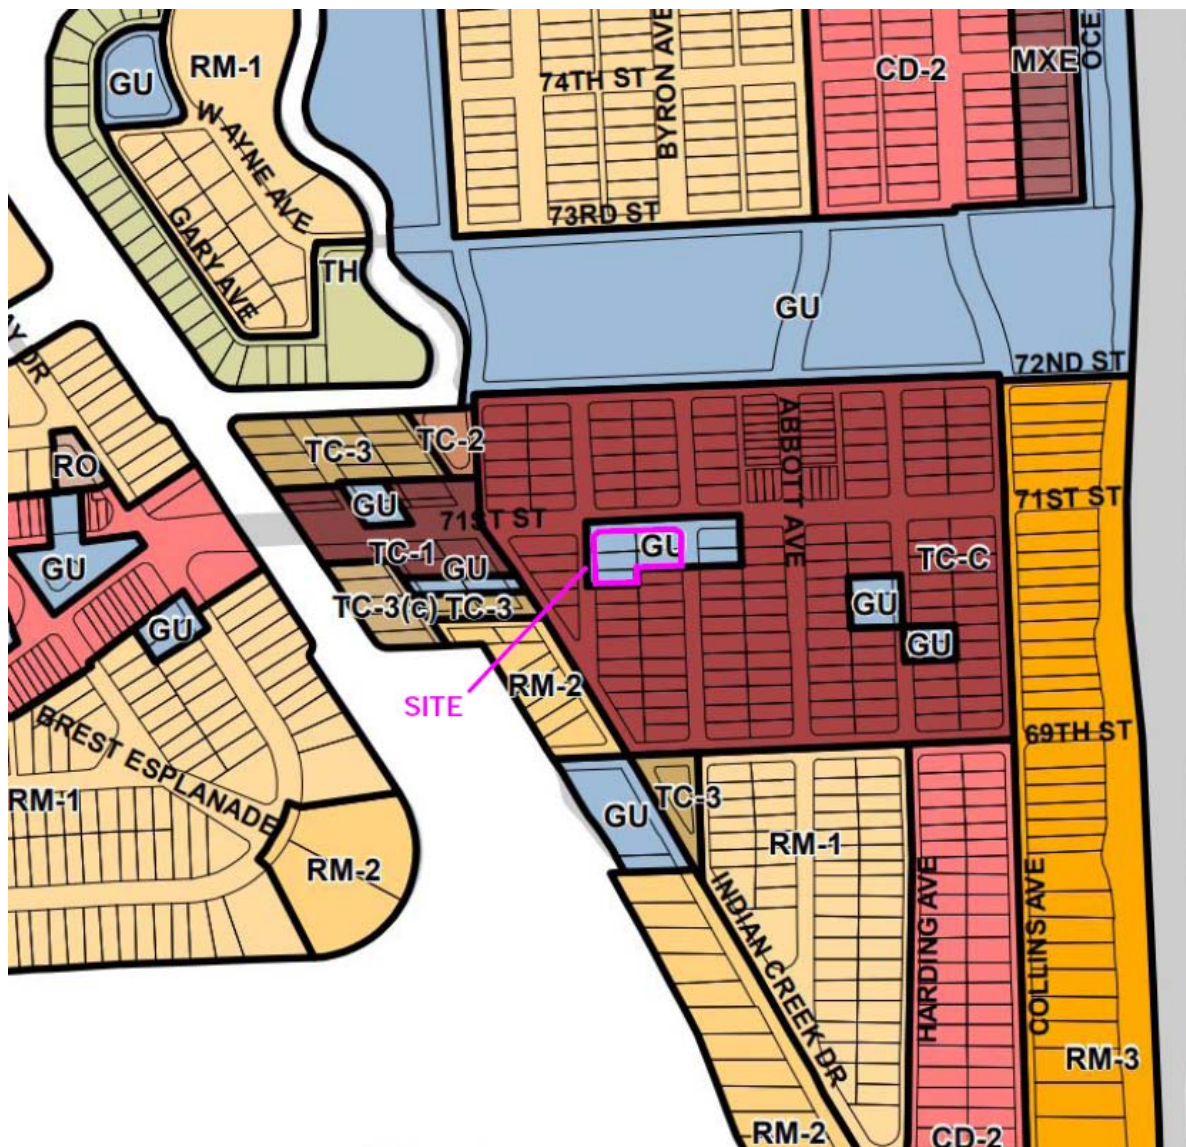 OCE
MXE
CD-2
BYRON AVE
74TH ST
RM-1
GU
W AYNE AVE
GARY AVE
73RD ST
TH
GU
72ND ST
DR
TC-3
TC-2
ABBOTT AVE
RO
GU
71ST ST
71ST ST
GU
TC-1
GU
GU
TC-C
TC-3(c)
TC-3
GU
GU
GU
RM-2
SITE
BREST ESPLANADE
69TH ST
RM-1
GU
TC-3
RM-1
RM-2
INDIAN CREEK DR
HARDING AVE
COLLINS AVE
RM-3
RM-2
CD-2